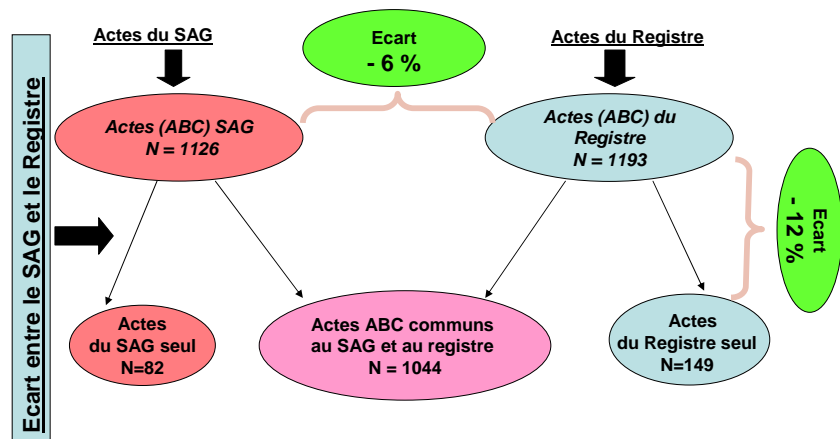 Ecart entre le SAG et le Registre
Actes du SAG
Actes du Registre
Ecart
- 6 %
Actes (ABC) SAG
N = 1126
Actes (ABC) du
Registre
N = 1193
Ecart
- 12 %
Actes
du SAG seul
N=82
Actes ABC communs
au SAG et au registre
N = 1044
Actes
du Registre seul
N=149